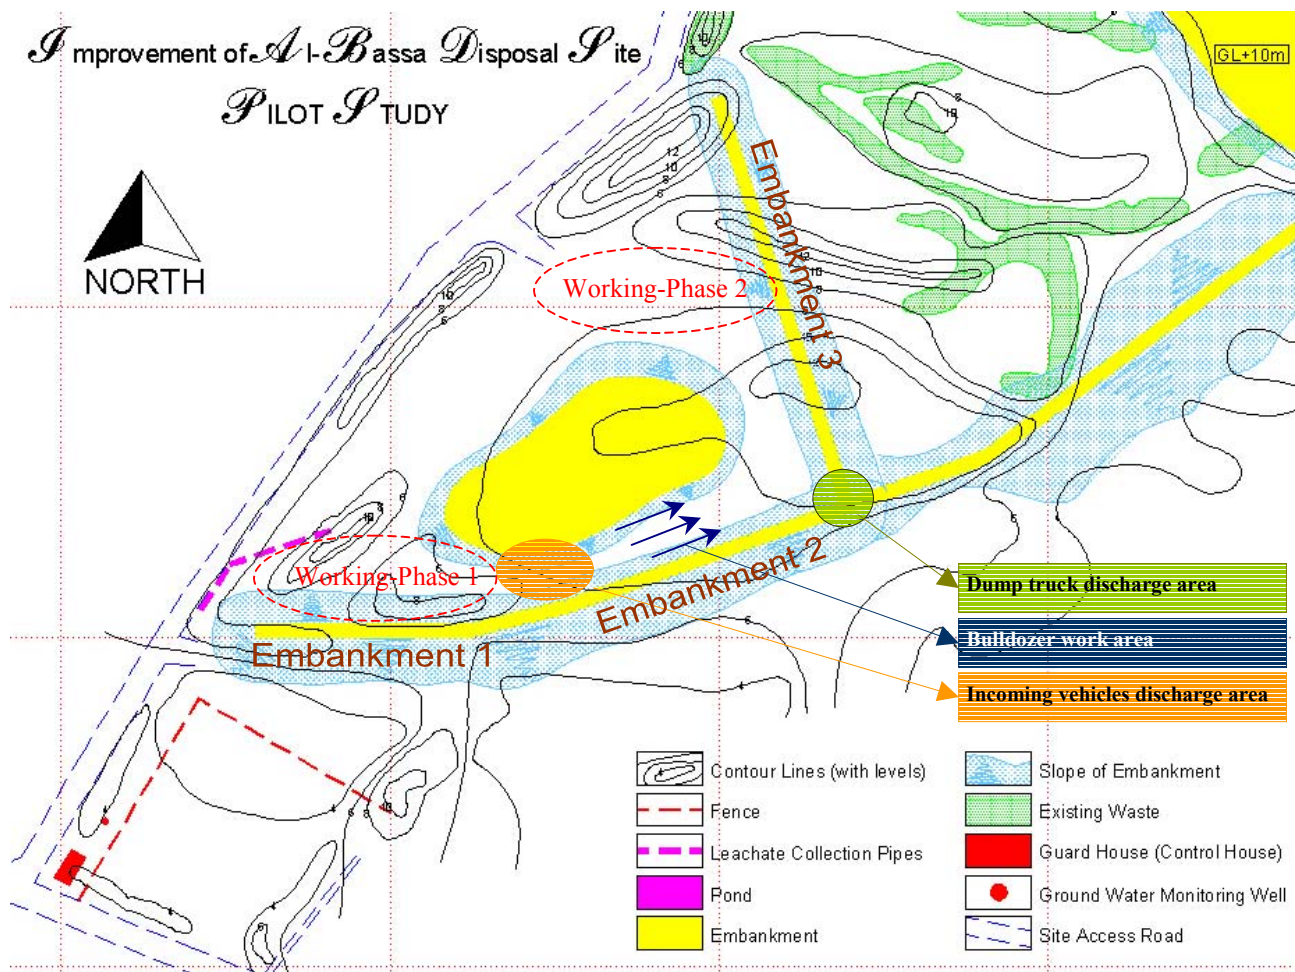 Improvement of Al-Bassa Disposal Site
PILOT STUDY
GL+10m
NORTH
Embankment 3
Working-Phase 2
Working-Phase 1
Embankment 2
Embankment 1
Dump truck discharge area
Bulldozer work area
Incoming vehicles discharge area
Contour Lines (with levels)
Fence
Leachate Collection Pipes
Pond
Embankment
Slope of Embankment
Existing Waste
Guard House (Control House)
Ground Water Monitoring Well
Site Access Road